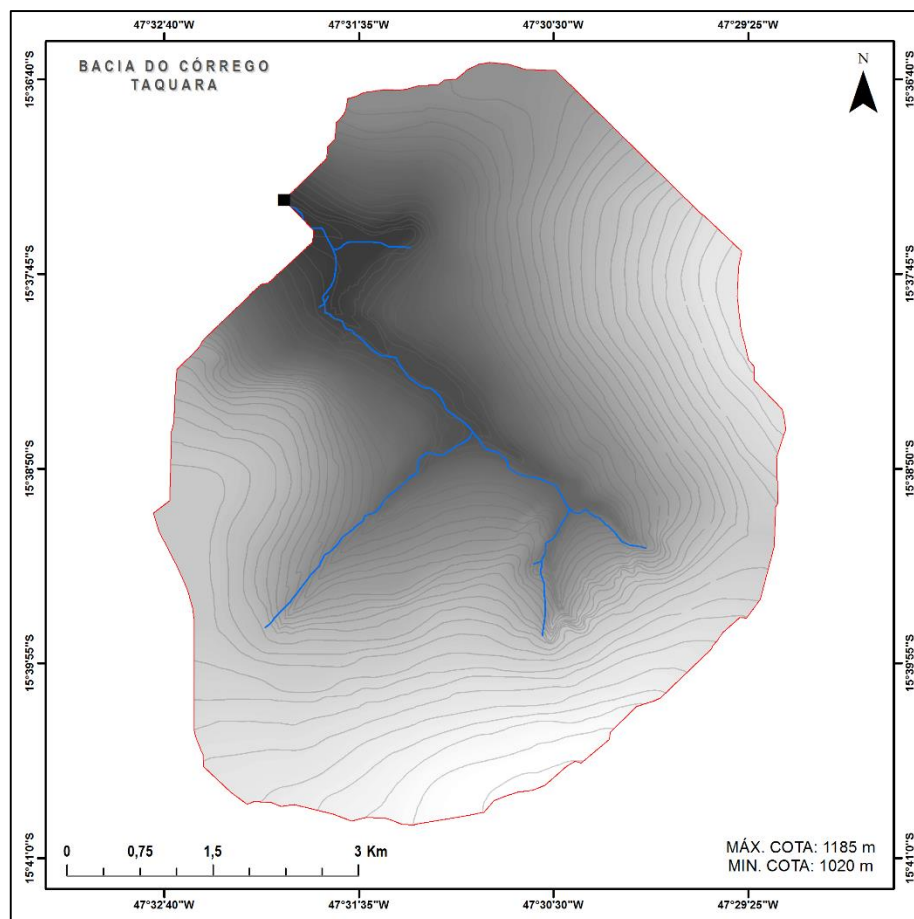 47°32'40"W 47°31'35"W 47°30'30"W 47°29'25"W
BACIA DO CÓRREGO
TAQUARA
N
15°36'40"S 15°36'40"S
15°37'45"S 15°37'45"S
15°38'50"S 15°38'50"S
15°39'55"S 15°39'55"S
15°41'0"S 15°41'0"S
0 0,75 1,5 3 Km
MÁX. COTA: 1185 m
MIN. COTA: 1020 m
47°32'40"W 47°31'35"W 47°30'30"W 47°29'25"W